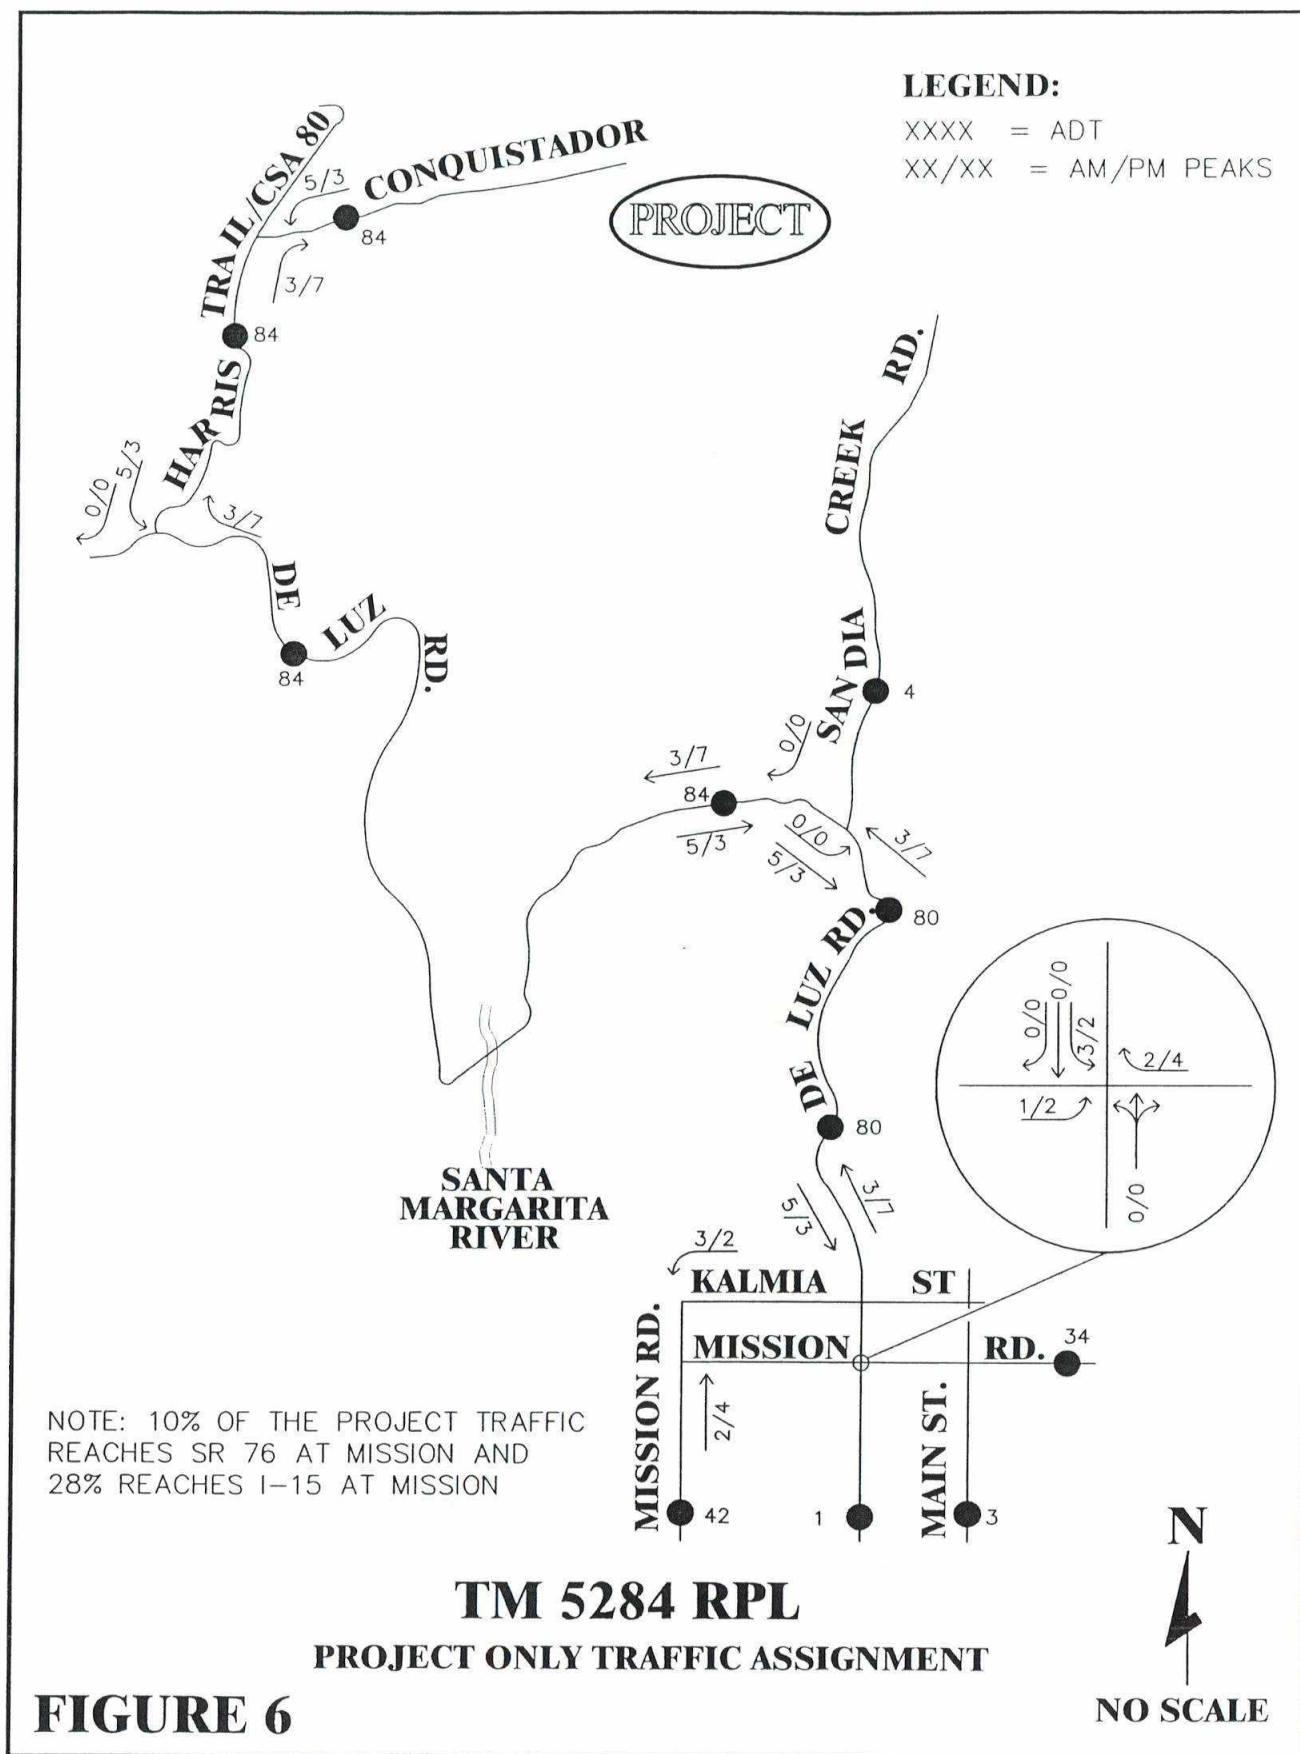 LEGEND:
XXXX = ADT
XX/XX = AM/PM PEAKS
HARRIS TRAIL/CSA 80
CONQUISTADOR
5/3
84
3/7
84
PROJECT
0/0
5/3
3/7
DE LUZ RD.
84
SANDIA CREEK RD.
4
0/0
3/7
84
5/3
0/0
5/3
3/7
80
DE LUZ RD.
80
0/0
0/0
3/2
2/4
1/2
0/0
SANTA
MARGARITA
RIVER
5/3
3/7
3/2
KALMIA ST
MISSION RD.
MISSION RD.
34
2/4
MAIN ST.
42
1
3
NOTE: 10% OF THE PROJECT TRAFFIC
REACHES SR 76 AT MISSION AND
28% REACHES I-15 AT MISSION
TM 5284 RPL
PROJECT ONLY TRAFFIC ASSIGNMENT
FIGURE 6
N
NO SCALE